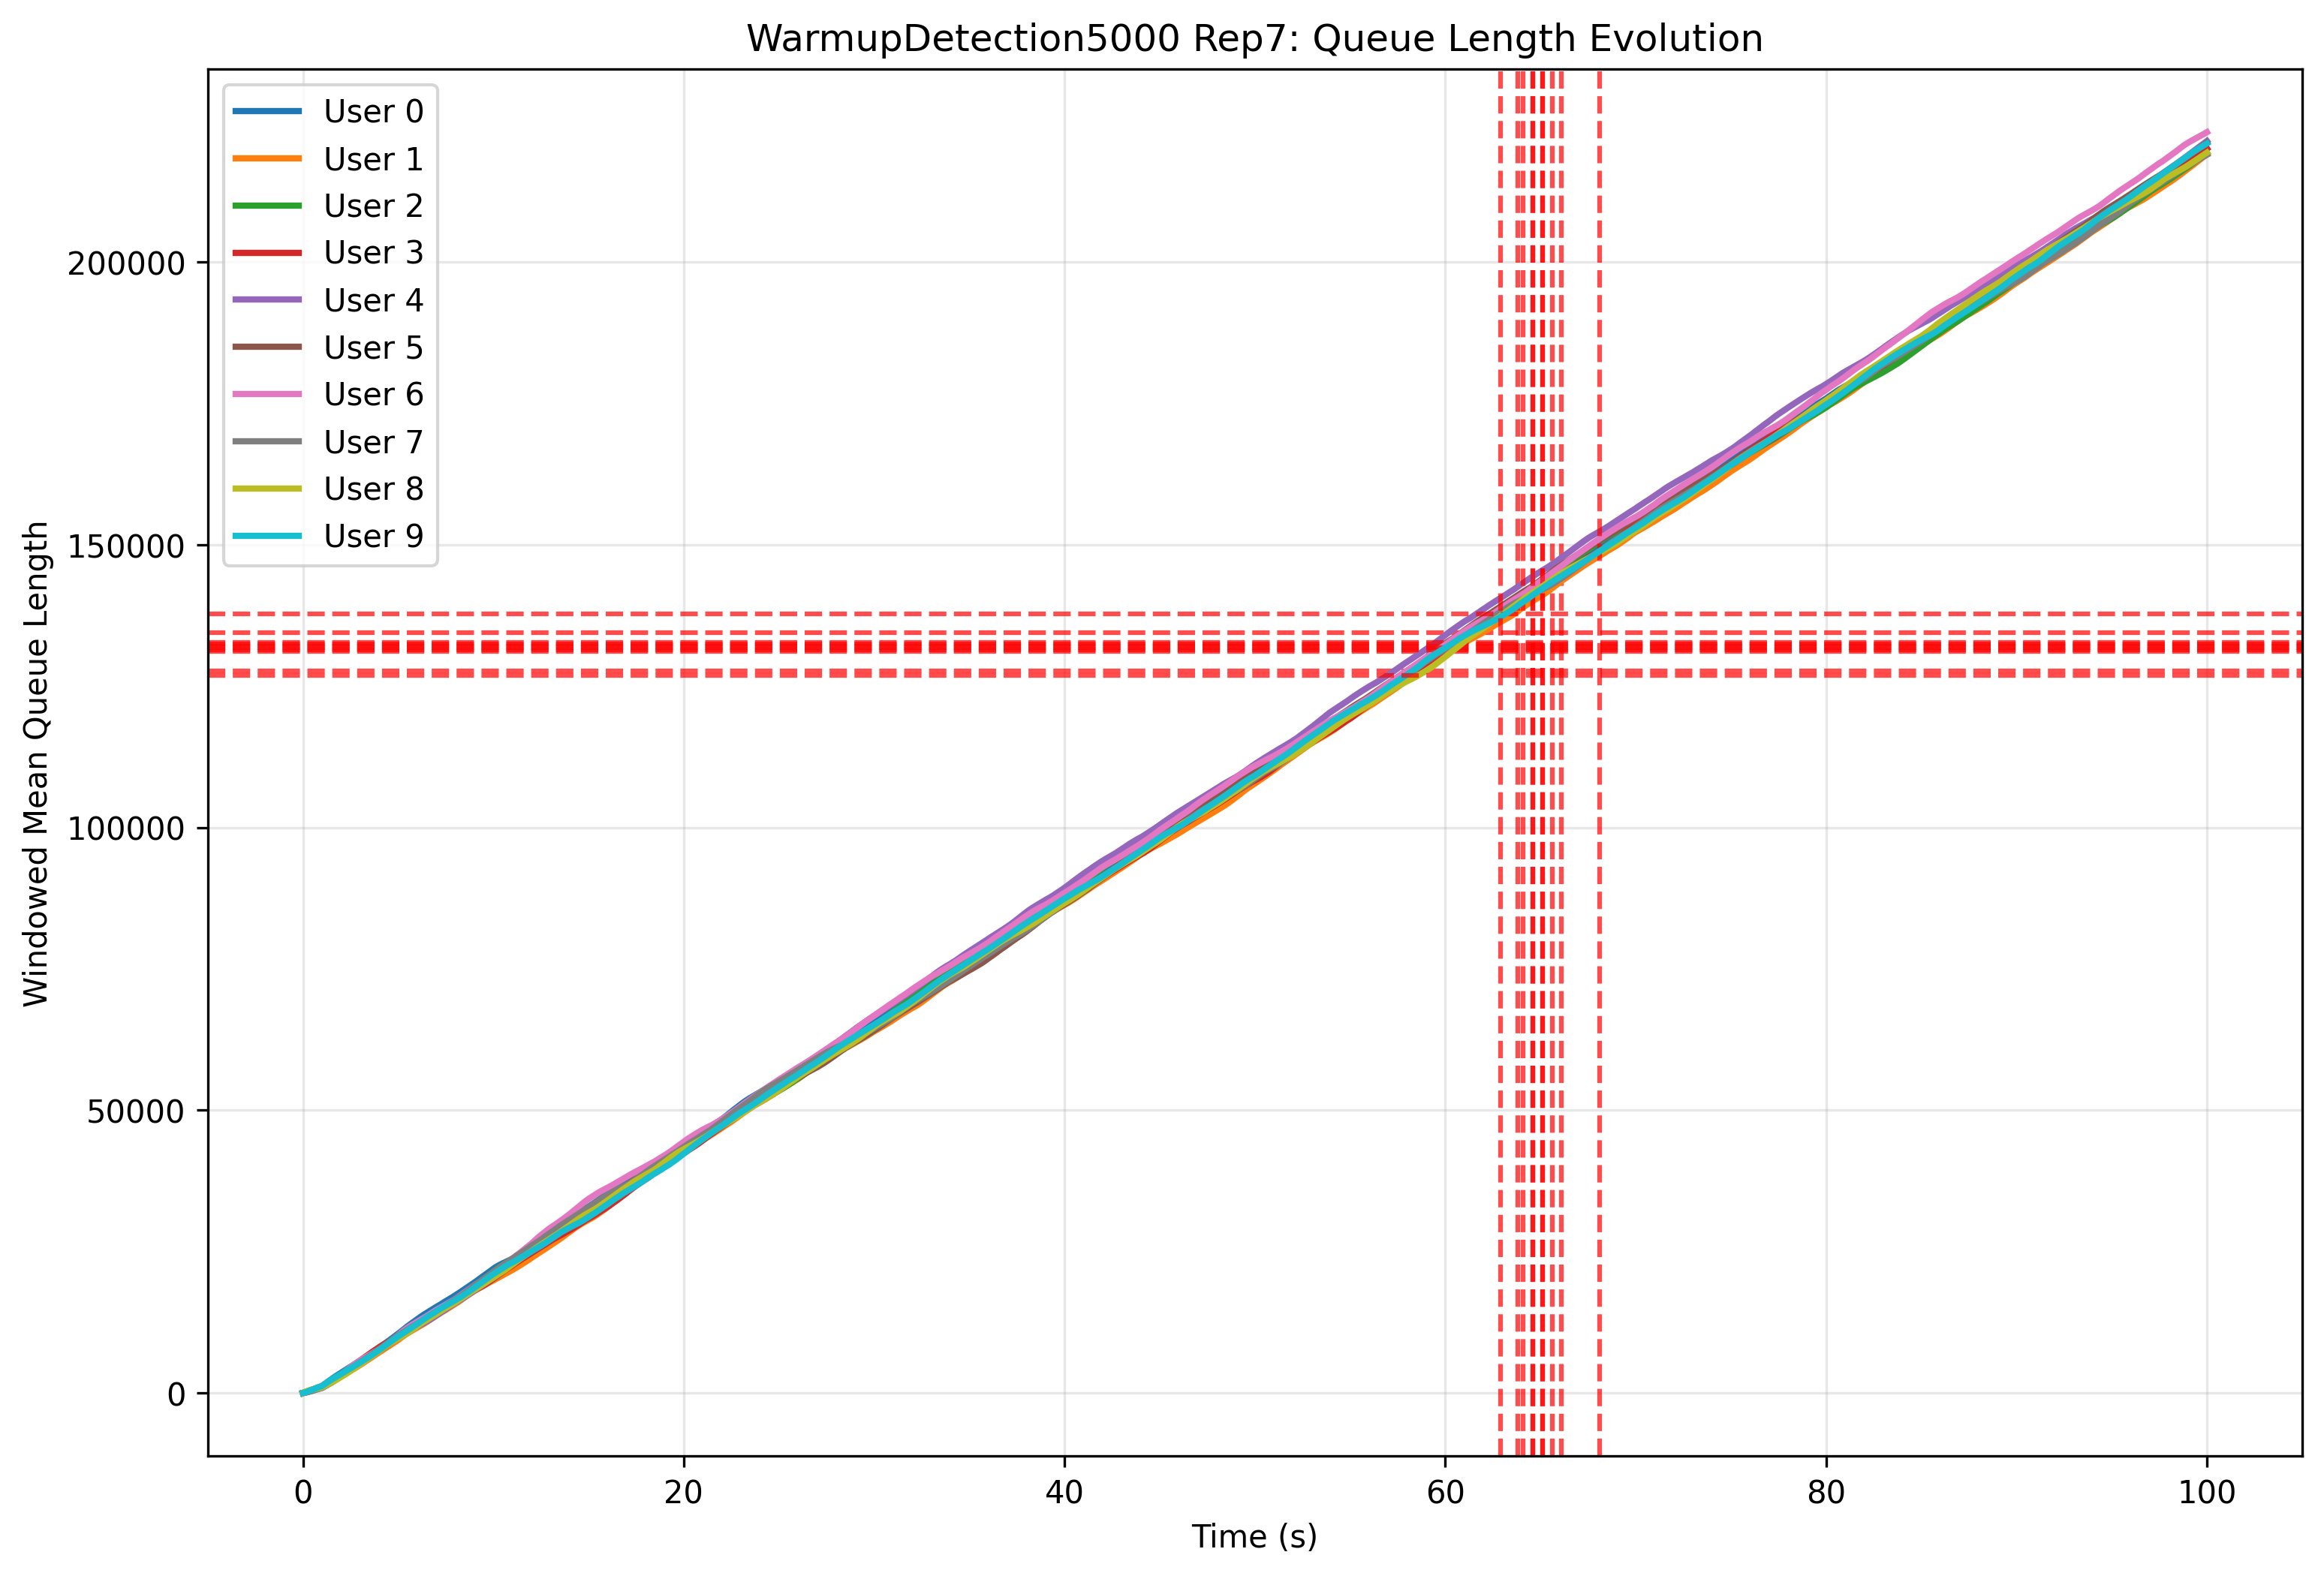 WarmupDetection5000 Rep7: Queue Length Evolution
User 0
User 1
User 2
User 3
User 4
User 5
User 6
User 7
User 8
User 9
Windowed Mean Queue Length
200000
150000
100000
50000
0
0 20 40 60 80 100
Time (s)